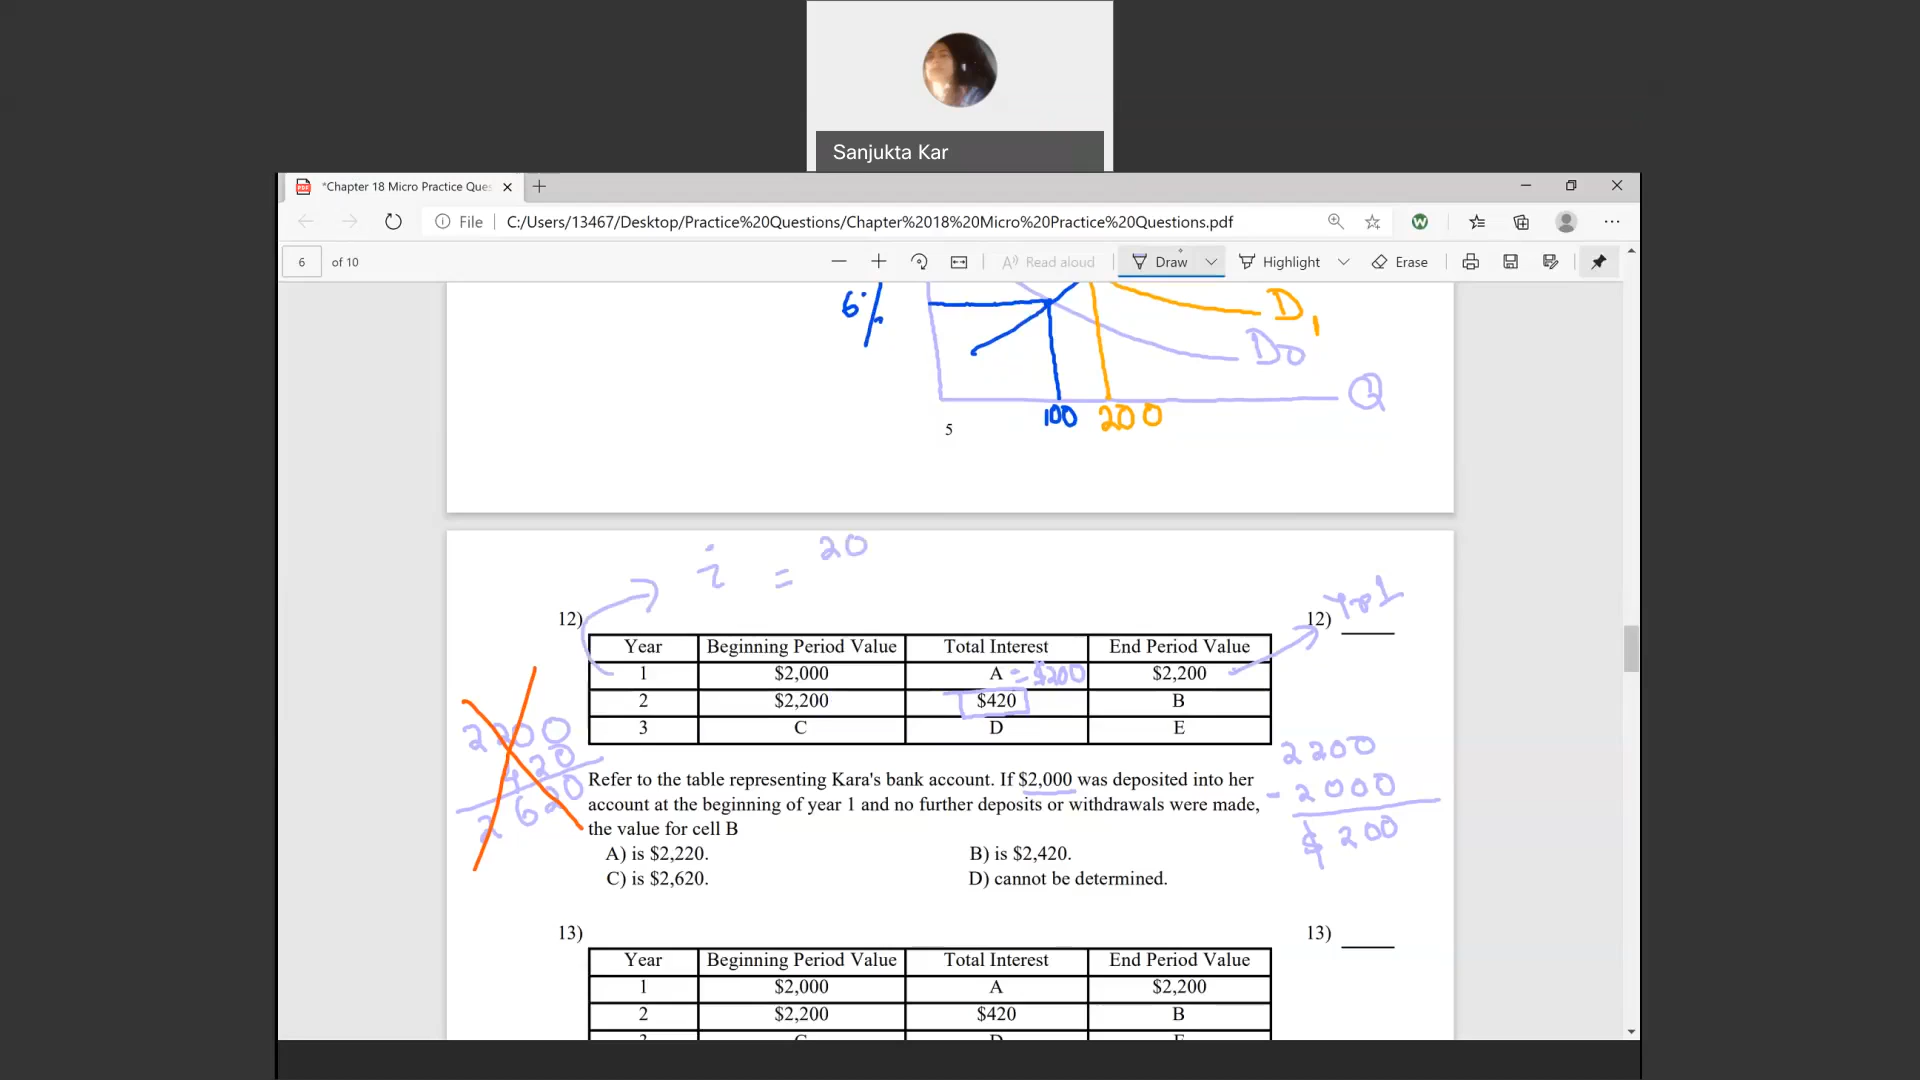 Sanjukta Kar
*Chapter 18 Micro Practice Ques
File
C:/Users/13467/Desktop/Practice%20Questions/Chapter%2018%20Micro%20Practice%20Questions.pdf
6 of 10
Read aloud
Draw
Highlight
Erase
6%
D1
D0
Q
100 200
5
i = 20
Yr 1
12)
12)
Year Beginning Period Value Total Interest End Period Value
1 $2,000 A = $200 $2,200
2 $2,200 $420 B
3 C D E
2200
420
2620
2200
- 2000
$ 200
Refer to the table representing Kara's bank account. If $2,000 was deposited into her
account at the beginning of year 1 and no further deposits or withdrawals were made,
the value for cell B
A) is $2,220. B) is $2,420.
C) is $2,620. D) cannot be determined.
13)
13)
Year Beginning Period Value Total Interest End Period Value
1 $2,000 A $2,200
2 $2,200 $420 B